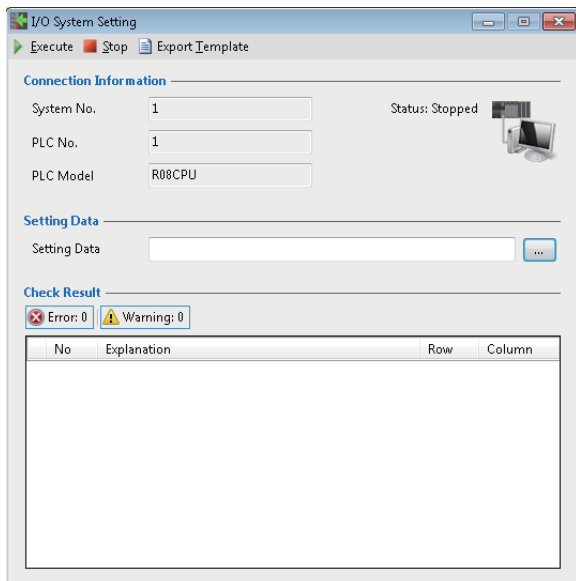 I/O System Setting
Execute Stop Export Template
Connection Information
System No. 1 Status: Stopped
PLC No. 1
PLC Model R08CPU
Setting Data
Setting Data ...
Check Result
Error: 0 Warning: 0
No Explanation Row Column